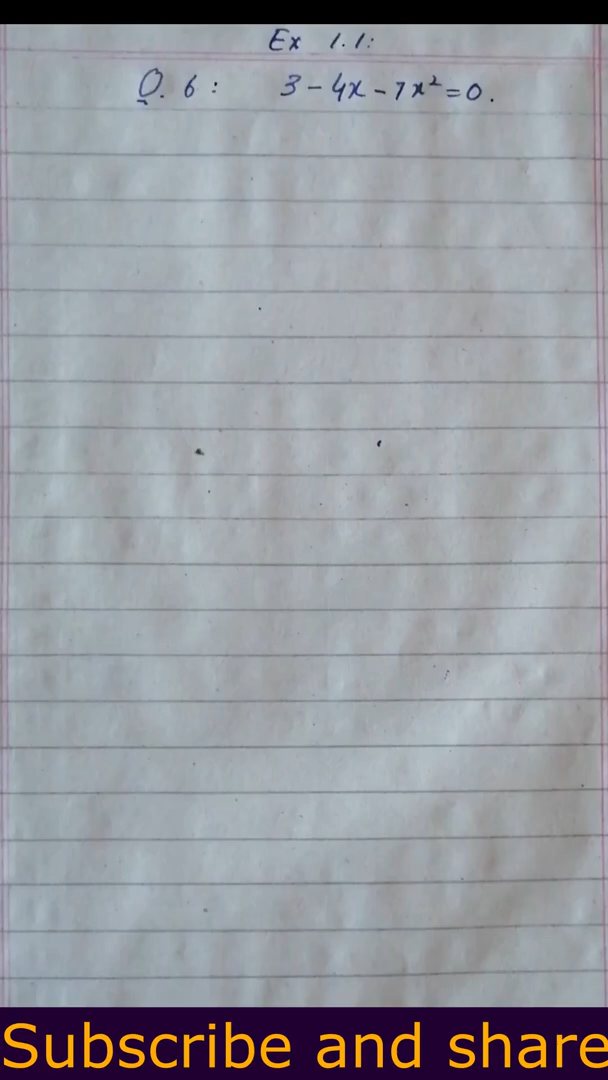 Ex 1.1:
Q. 6 : 3 - 4x - 7x² = 0.
Subscribe and share